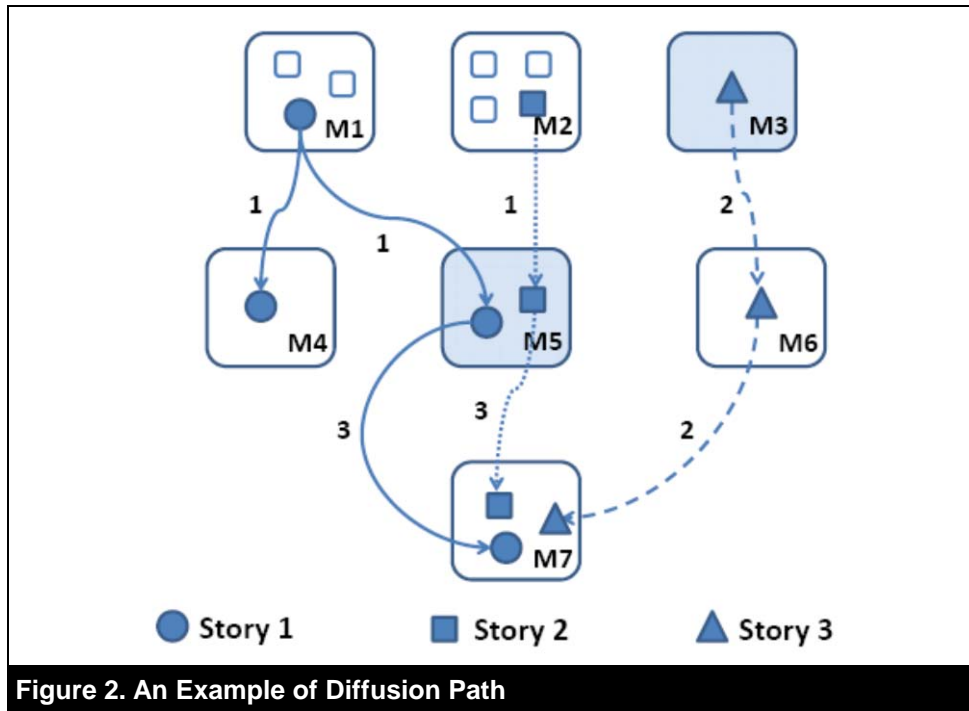 M1
M2
M3
1
1
1
2
M4
M5
M6
3
3
2
M7
Story 1
Story 2
Story 3
Figure 2. An Example of Diffusion Path